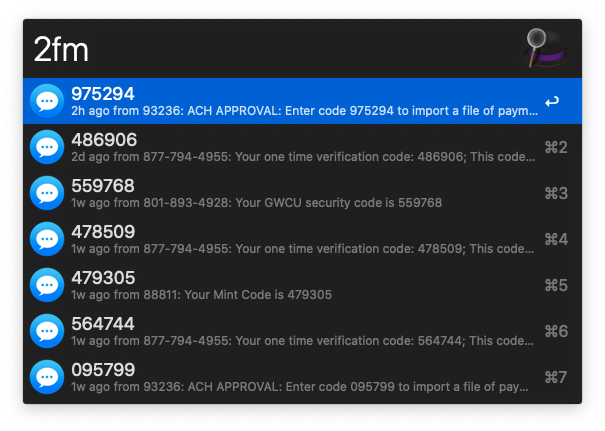 2fm
975294
2h ago from 93236: ACH APPROVAL: Enter code 975294 to import a file of paym...
486906
2d ago from 877-794-4955: Your one time verification code: 486906; This code...
⌘2
559768
1w ago from 801-893-4928: Your GWCU security code is 559768
⌘3
478509
1w ago from 877-794-4955: Your one time verification code: 478509; This code...
⌘4
479305
1w ago from 88811: Your Mint Code is 479305
⌘5
564744
1w ago from 877-794-4955: Your one time verification code: 564744; This code...
⌘6
095799
1w ago from 93236: ACH APPROVAL: Enter code 095799 to import a file of pay...
⌘7